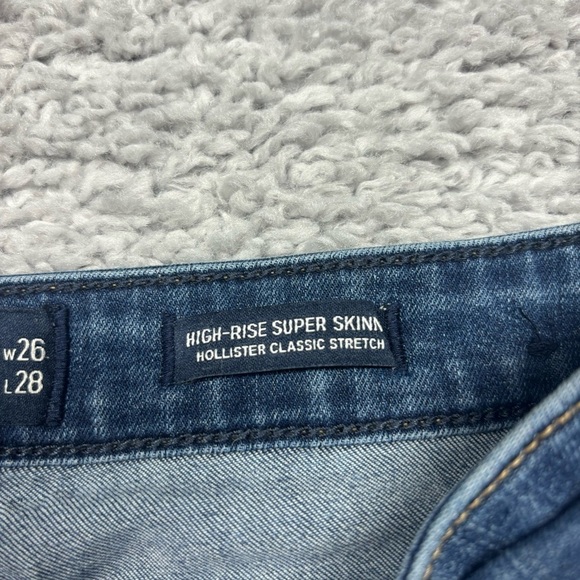 W26
L28
HIGH-RISE SUPER SKINN
HOLLISTER CLASSIC STRETCH